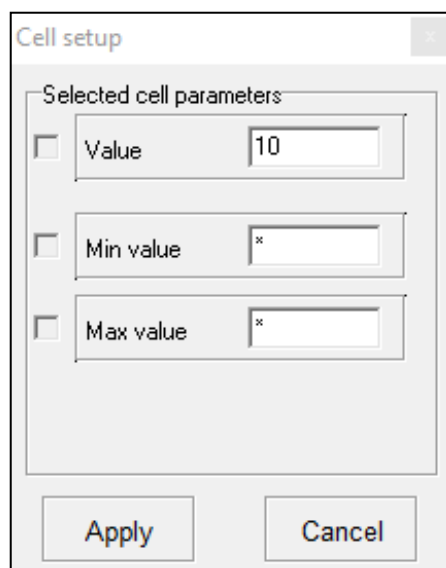 Cell setup x
Selected cell parameters
Value 10
Min value *
Max value *
Apply Cancel